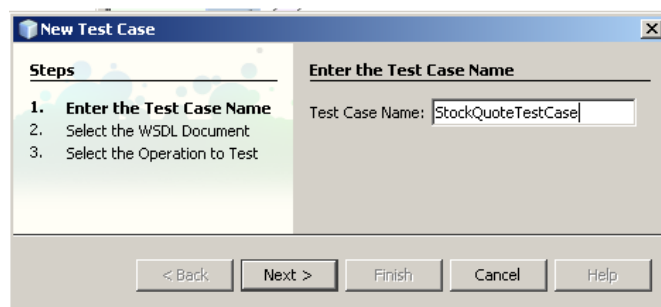 New Test Case
Steps
1. Enter the Test Case Name
2. Select the WSDL Document
3. Select the Operation to Test
Enter the Test Case Name
Test Case Name: StockQuoteTestCase
< Back
Next >
Finish
Cancel
Help